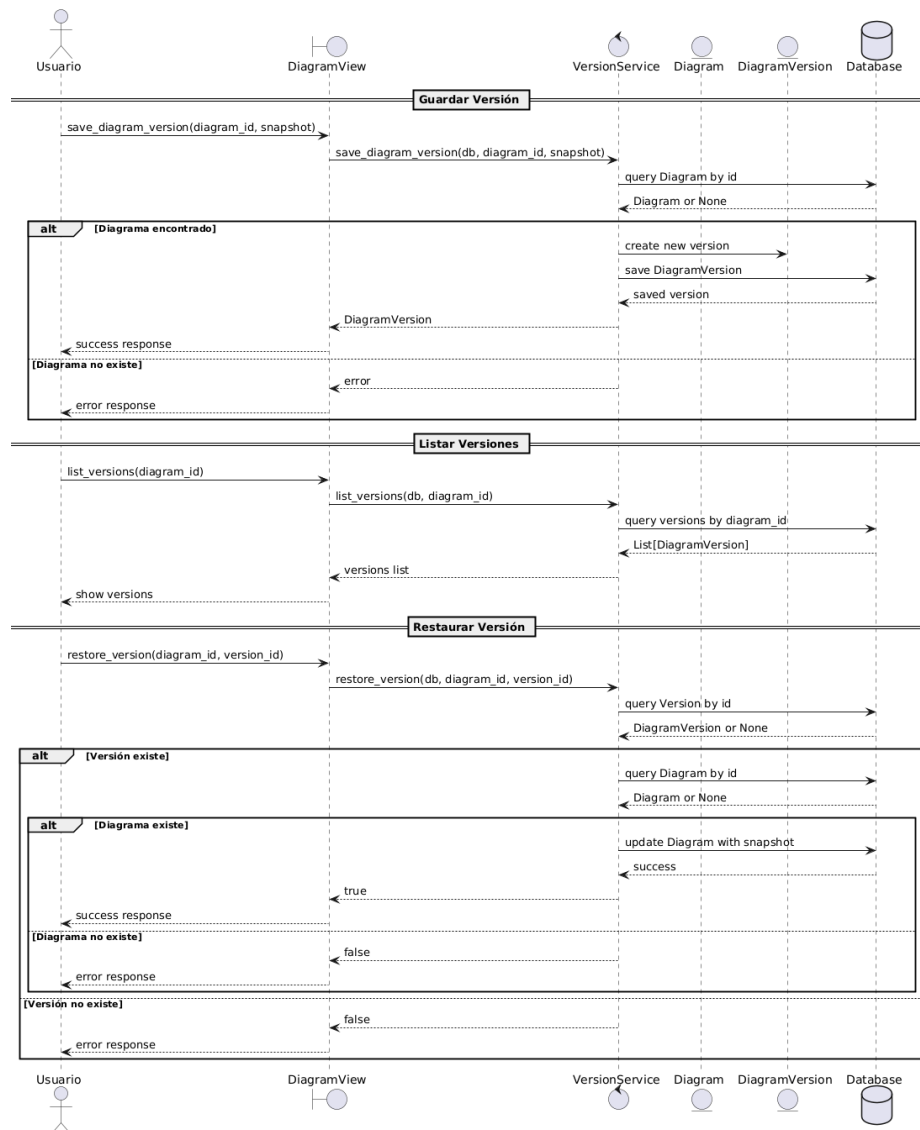 Usuario DiagramView VersionService Diagram DiagramVersion Database
Guardar Versión
save_diagram_version(diagram_id, snapshot)
save_diagram_version(db, diagram_id, snapshot)
query Diagram by id
Diagram or None
alt [Diagrama encontrado]
create new version
save DiagramVersion
saved version
DiagramVersion
success response
[Diagrama no existe]
error
error response
Listar Versiones
list_versions(diagram_id)
list_versions(db, diagram_id)
query versions by diagram_id
List[DiagramVersion]
versions list
show versions
Restaurar Versión
restore_version(diagram_id, version_id)
restore_version(db, diagram_id, version_id)
query Version by id
DiagramVersion or None
alt [Versión existe]
query Diagram by id
Diagram or None
alt [Diagrama existe]
update Diagram with snapshot
success
true
success response
[Diagrama no existe]
false
error response
[Versión no existe]
false
error response
Usuario DiagramView VersionService Diagram DiagramVersion Database